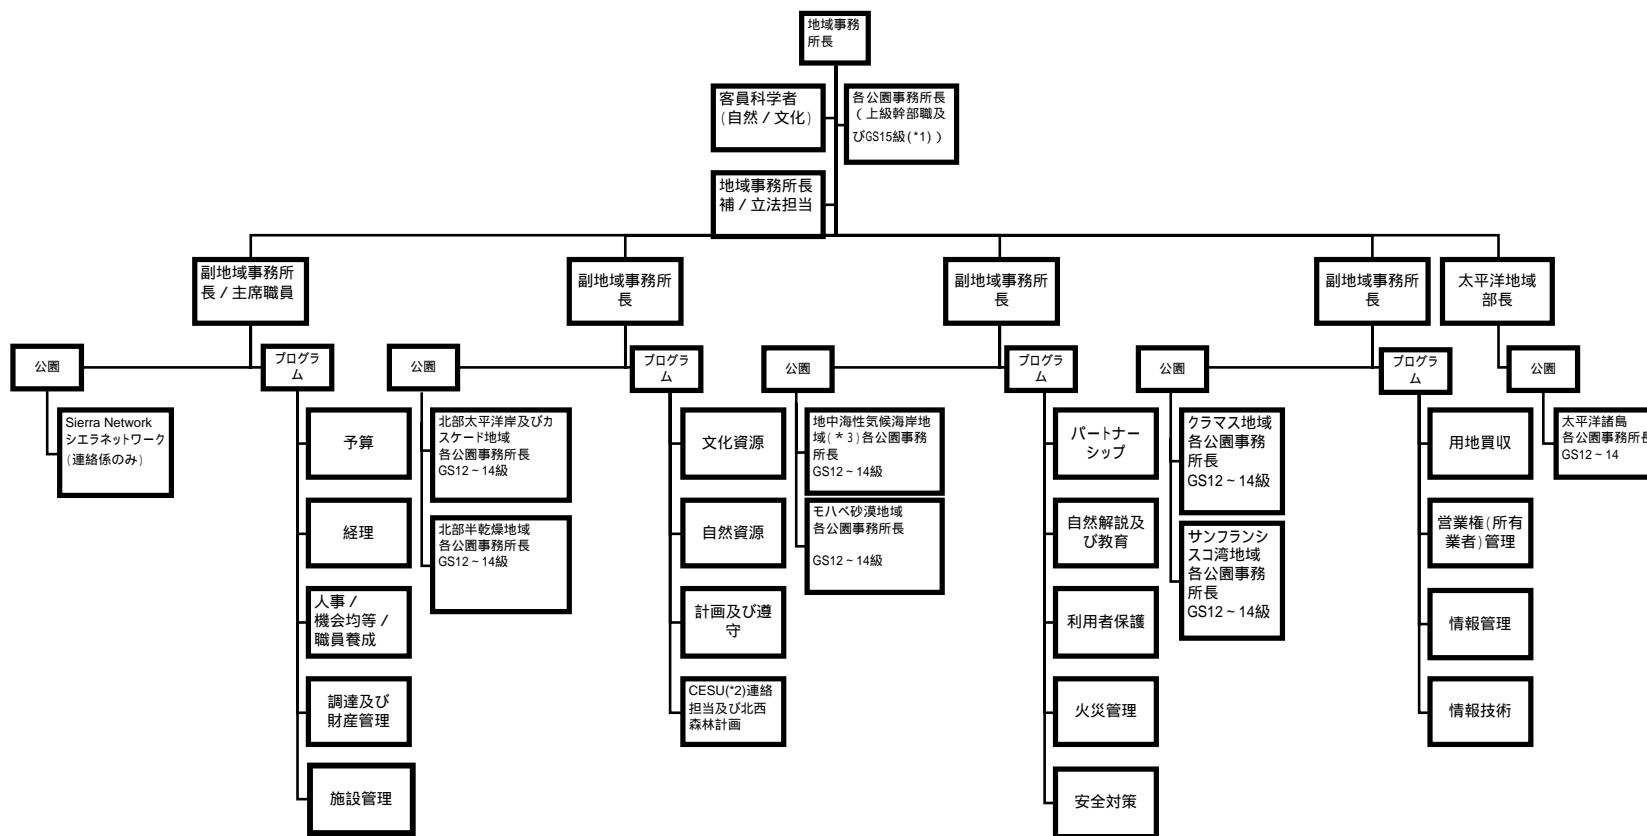 地域事務
所長
客員科学者
(自然 / 文化)
各公園事務所長
( 上級幹部職及
びGS15級(*1) )
地域事務所長
補 / 立法担当
副地域事務所
長 / 主席職員
副地域事務所
長
副地域事務所
長
副地域事務所
長
太平洋地域
部長
公園
プログラ
ム
公園
プログラ
ム
公園
プログラ
ム
公園
プログラ
ム
公園
Sierra Network
シエラネットワーク
(連絡係のみ)
予算
経理
人事 /
機会均等 /
職員養成
調達及び
財産管理
施設管理
北部太平洋岸及びカ
スケード地域
各公園事務所長
GS12~14級
北部半乾燥地域
各公園事務所長
GS12~14級
文化資源
自然資源
計画及び遵
守
CESU(*2)連絡
担当及び北西
森林計画
地中海性気候海岸地
域(*3)各公園事務
所長
GS12~14級
モハベ砂漠地域
各公園事務所長
GS12~14級
パートナー
シップ
自然解説及
び教育
利用者保護
火災管理
安全対策
クラマス地域
各公園事務
所長
GS12~14級
サンフランシ
スコ湾地域
各公園事務
所長
GS12~14級
用地買収
営業権(所有
業者)管理
情報管理
情報技術
太平洋諸島
各公園事務所長
GS12~14